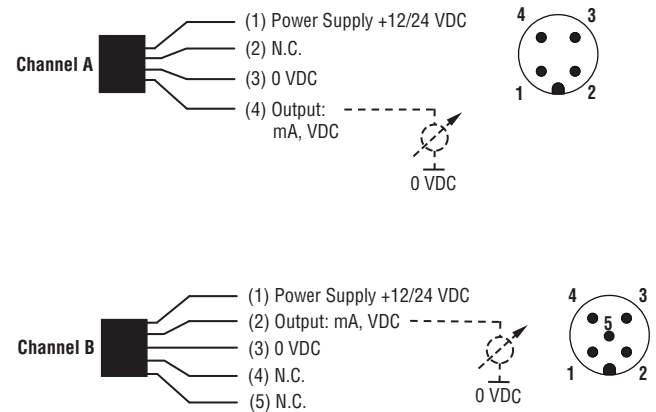 (1) Power Supply +12/24 VDC
(2) N.C.
Channel A
(3) 0 VDC
(4) Output:
mA, VDC
0 VDC
4 3
1 2
(1) Power Supply +12/24 VDC
(2) Output: mA, VDC
Channel B
(3) 0 VDC
(4) N.C.
(5) N.C.
0 VDC
4 3
5
1 2